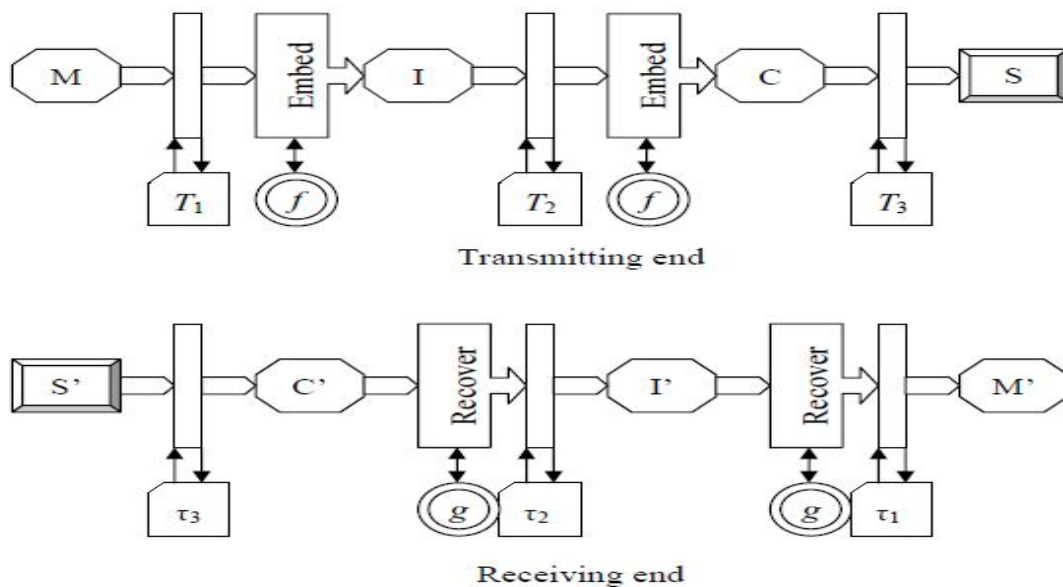 M Embed I Embed C S
T1 f T2 f T3
Transmitting end
S' C' Recover I' Recover M'
τ3 g τ2 g τ1
Receiving end